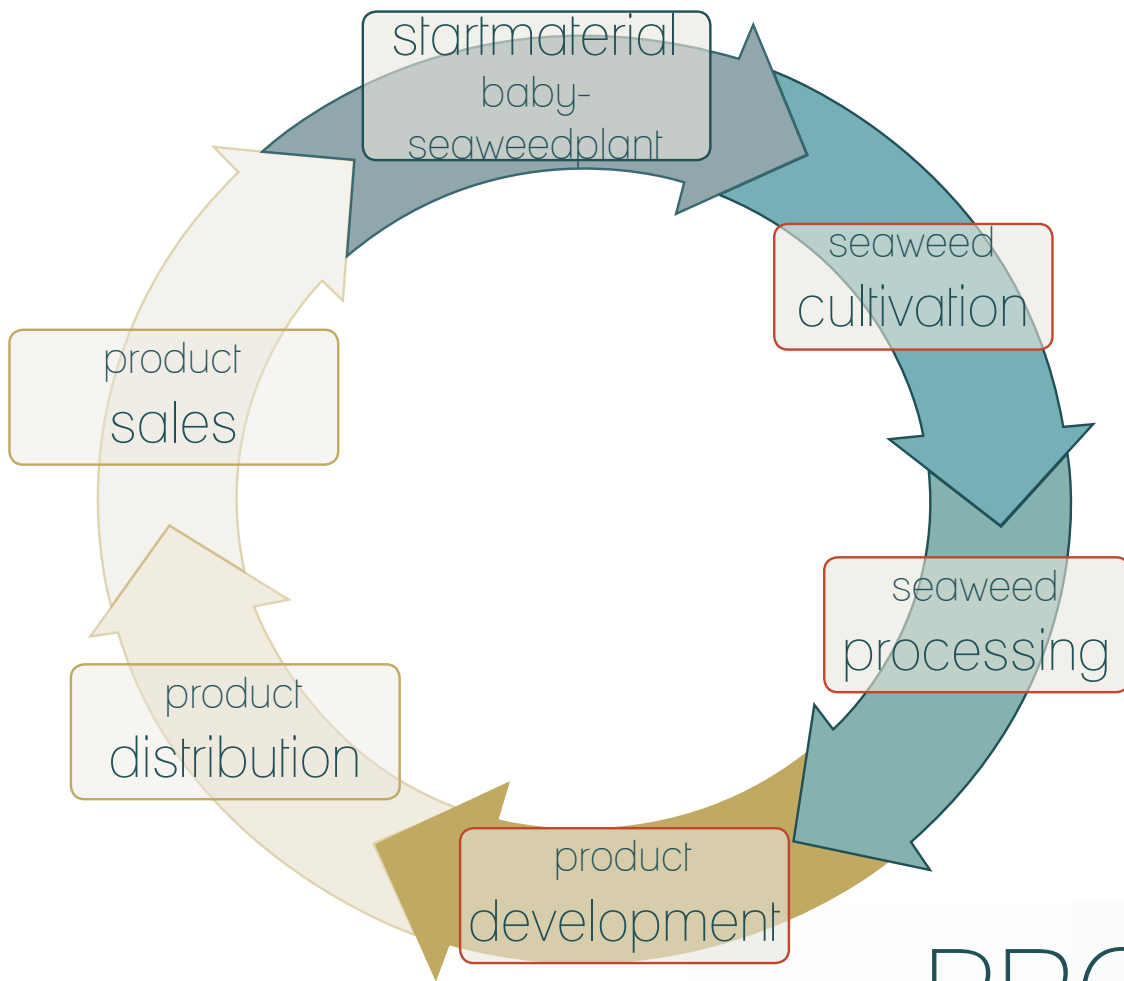 startmaterial
baby-
seaweedplant
seaweed
cultivation
seaweed
processing
product
development
product
distribution
product
sales